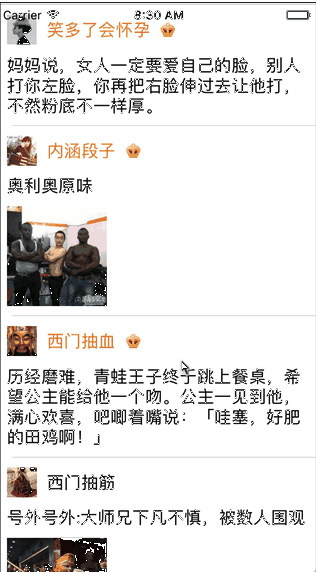 Carrier 8:30 AM
笑多了会怀孕
妈妈说，女人一定要爱自己的脸，别人
打你左脸，你再把右脸伸过去让他打，
不然粉底不一样厚。
内涵段子
奥利奥原味
西门抽血
历经磨难，青蛙王子终于跳上餐桌，希
望公主能给他一个吻。公主一见到他，
满心欢喜，吧唧着嘴说：「哇塞，好肥
的田鸡啊！」
西门抽筋
号外号外:大师兄下凡不慎，被数人围观